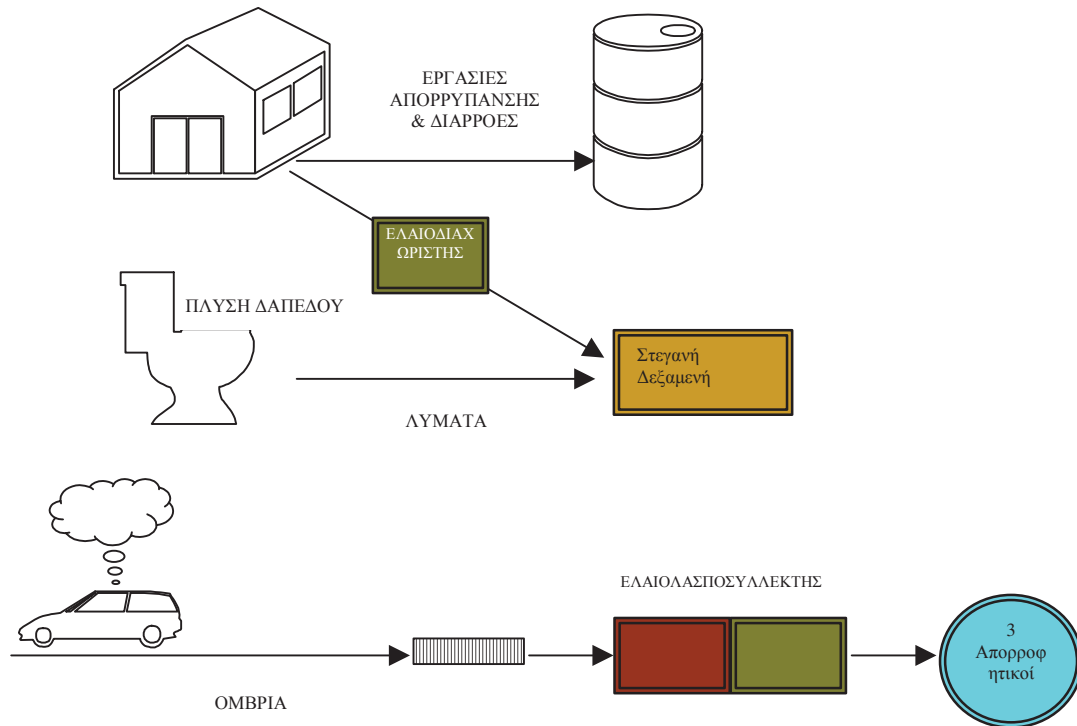 ΕΡΓΑΣΙΕΣ
ΑΠΟΡΡΥΠΑΝΣΗΣ
& ΔΙΑΡΡΟΕΣ
ΕΛΑΙΟΔΙΑΧ
ΩΡΙΣΤΗΣ
ΠΛΥΣΗ ΔΑΠΕΔΟΥ
Στεγανή
Δεξαμενή
ΛΥΜΑΤΑ
ΕΛΑΙΟΛΑΣΠΟΣΥΛΛΕΚΤΗΣ
3
Απορροφ
ητικοί
ΟΜΒΡΙΑ